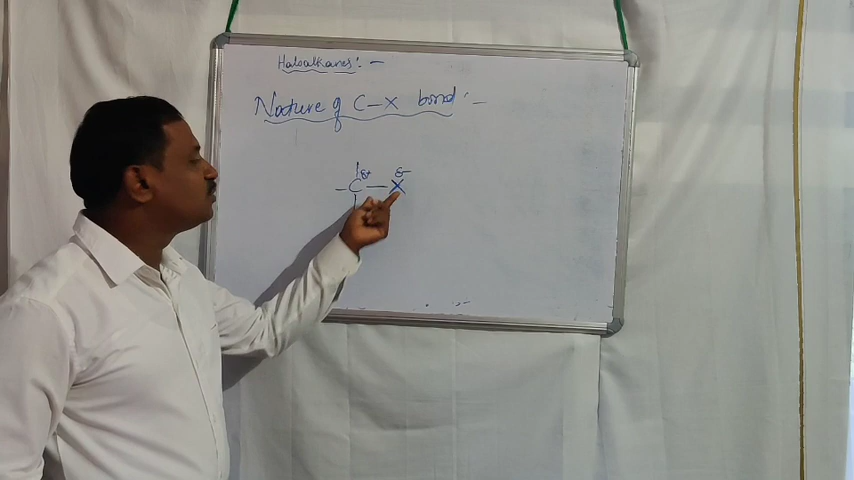 Haloalkanes:-
Nature of C-X bond:-
δ+ δ-
-C-X